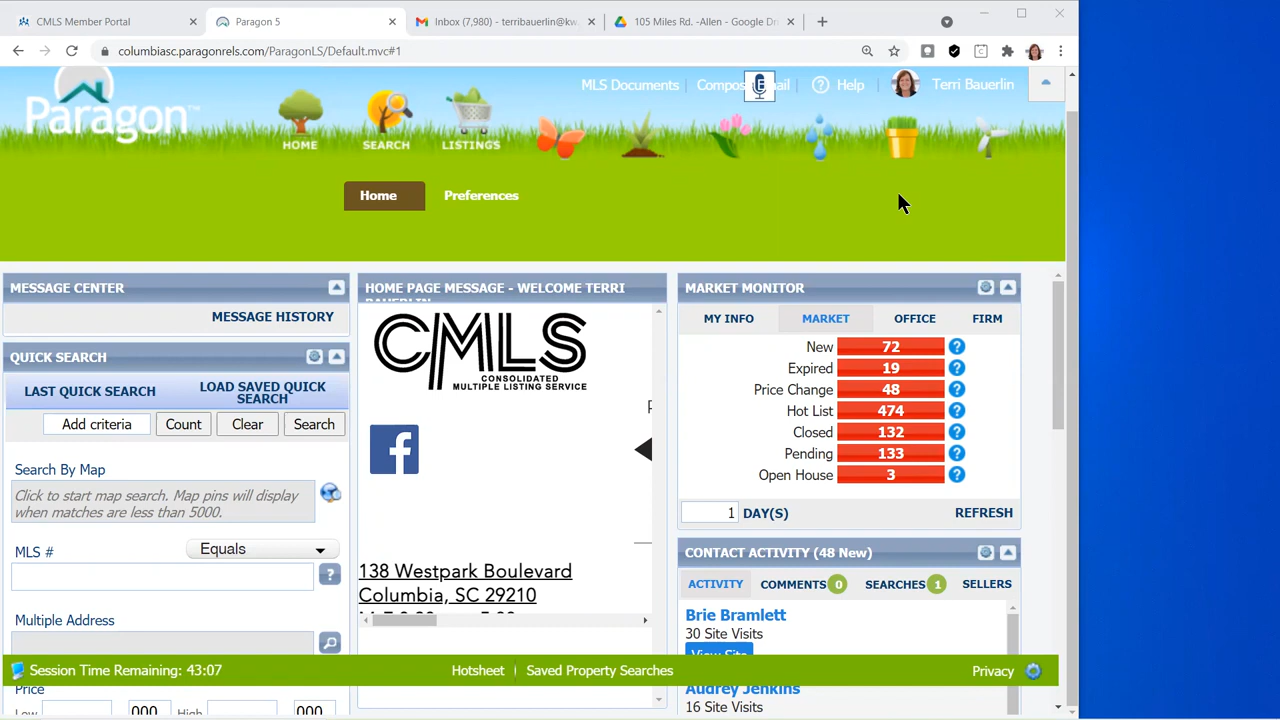 CMLS Member Portal
Paragon 5
Inbox (7,980) - terribauerlin@kw.
105 Miles Rd. -Allen - Google Dri
columbiasc.paragonrels.com/ParagonLS/Default.mvc#1
Paragon™
MLS Documents
Help
Terri Bauerlin
HOME
SEARCH
LISTINGS
Home
Preferences
MESSAGE CENTER
MESSAGE HISTORY
QUICK SEARCH
LAST QUICK SEARCH
LOAD SAVED QUICK
SEARCH
Add criteria
Count
Clear
Search
Search By Map
Click to start map search. Map pins will display
when matches are less than 5000.
MLS #
Equals
Multiple Address
Price
Low
000
High
000
HOME PAGE MESSAGE - WELCOME TERRI
BAUERLIN
CMLS
CONSOLIDATED
MULTIPLE LISTING SERVICE
138 Westpark Boulevard
Columbia, SC 29210
MARKET MONITOR
MY INFO
MARKET
OFFICE
FIRM
New 72
Expired 19
Price Change 48
Hot List 474
Closed 132
Pending 133
Open House 3
1 DAY(S)
REFRESH
CONTACT ACTIVITY (48 New)
ACTIVITY
COMMENTS 0
SEARCHES 1
SELLERS
Brie Bramlett
30 Site Visits
View Site
Audrey Jenkins
16 Site Visits
Session Time Remaining: 43:07
Hotsheet
Saved Property Searches
Privacy